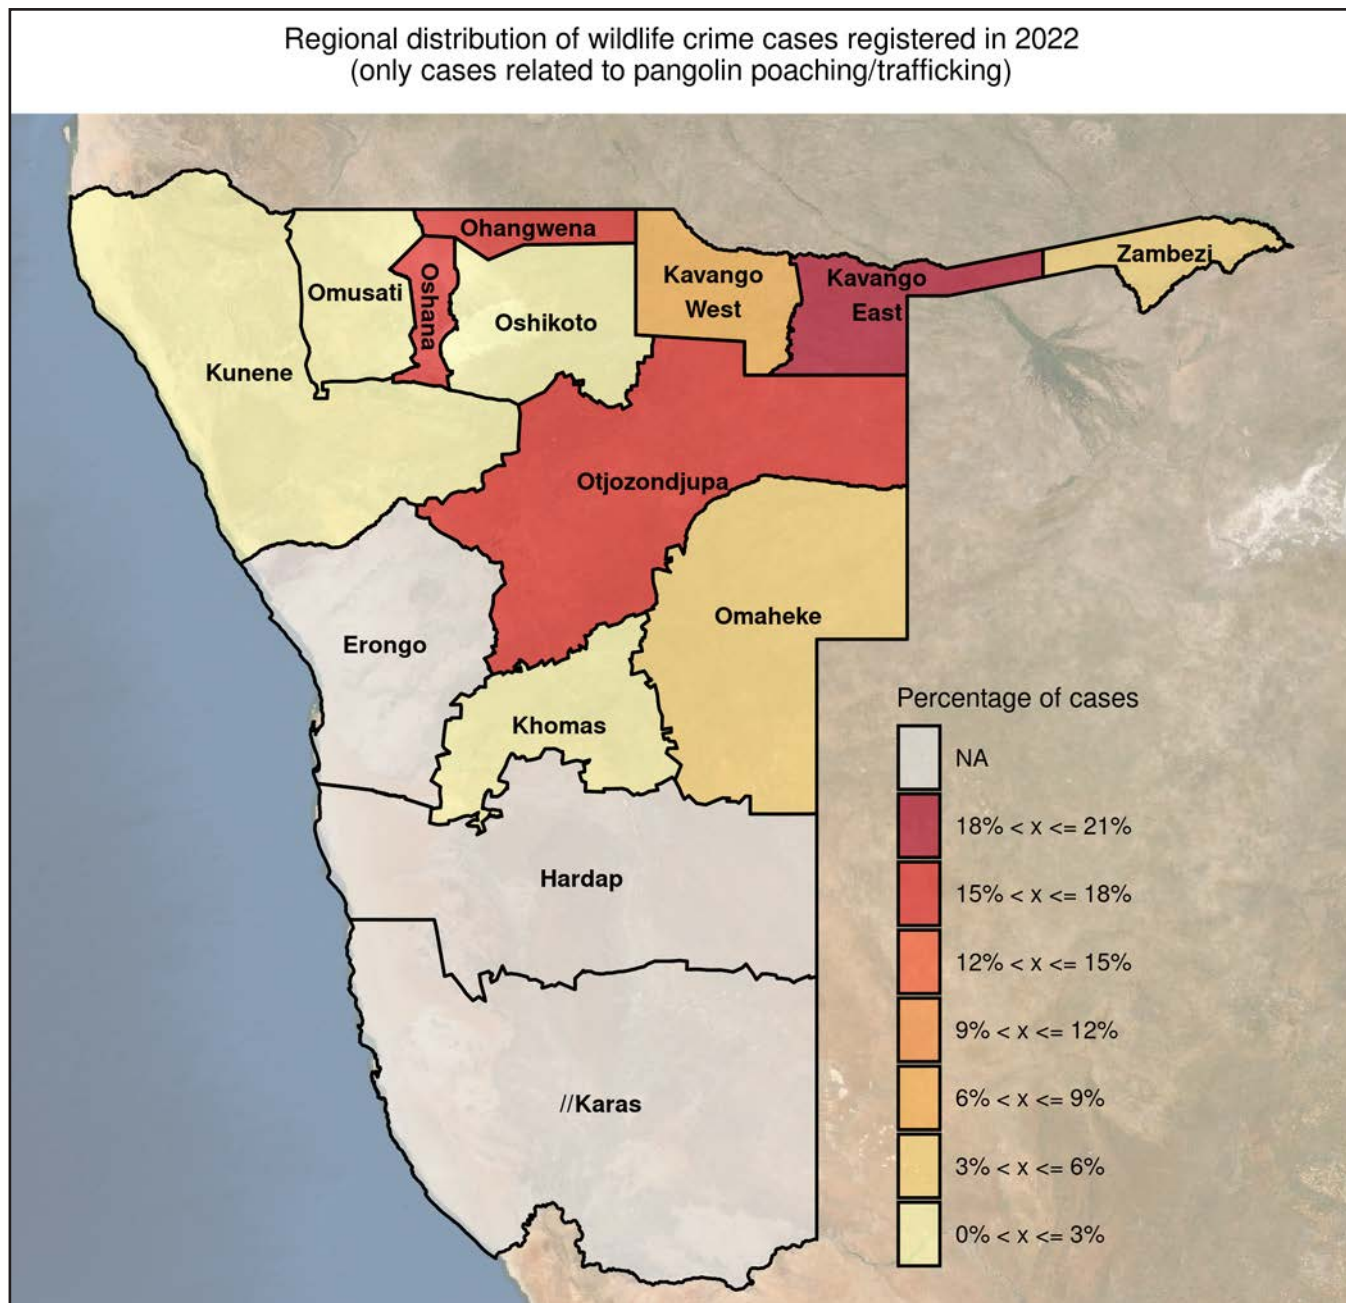 Regional distribution of wildlife crime cases registered in 2022
(only cases related to pangolin poaching/trafficking)
Ohangwena
Zambezi
Kavango
West
Kavango
East
Omusati
Oshana
Oshikoto
Kunene
Otjozondjupa
Omaheke
Erongo
Khomas
Hardap
//Karas
Percentage of cases
NA
18% < x <= 21%
15% < x <= 18%
12% < x <= 15%
9% < x <= 12%
6% < x <= 9%
3% < x <= 6%
0% < x <= 3%